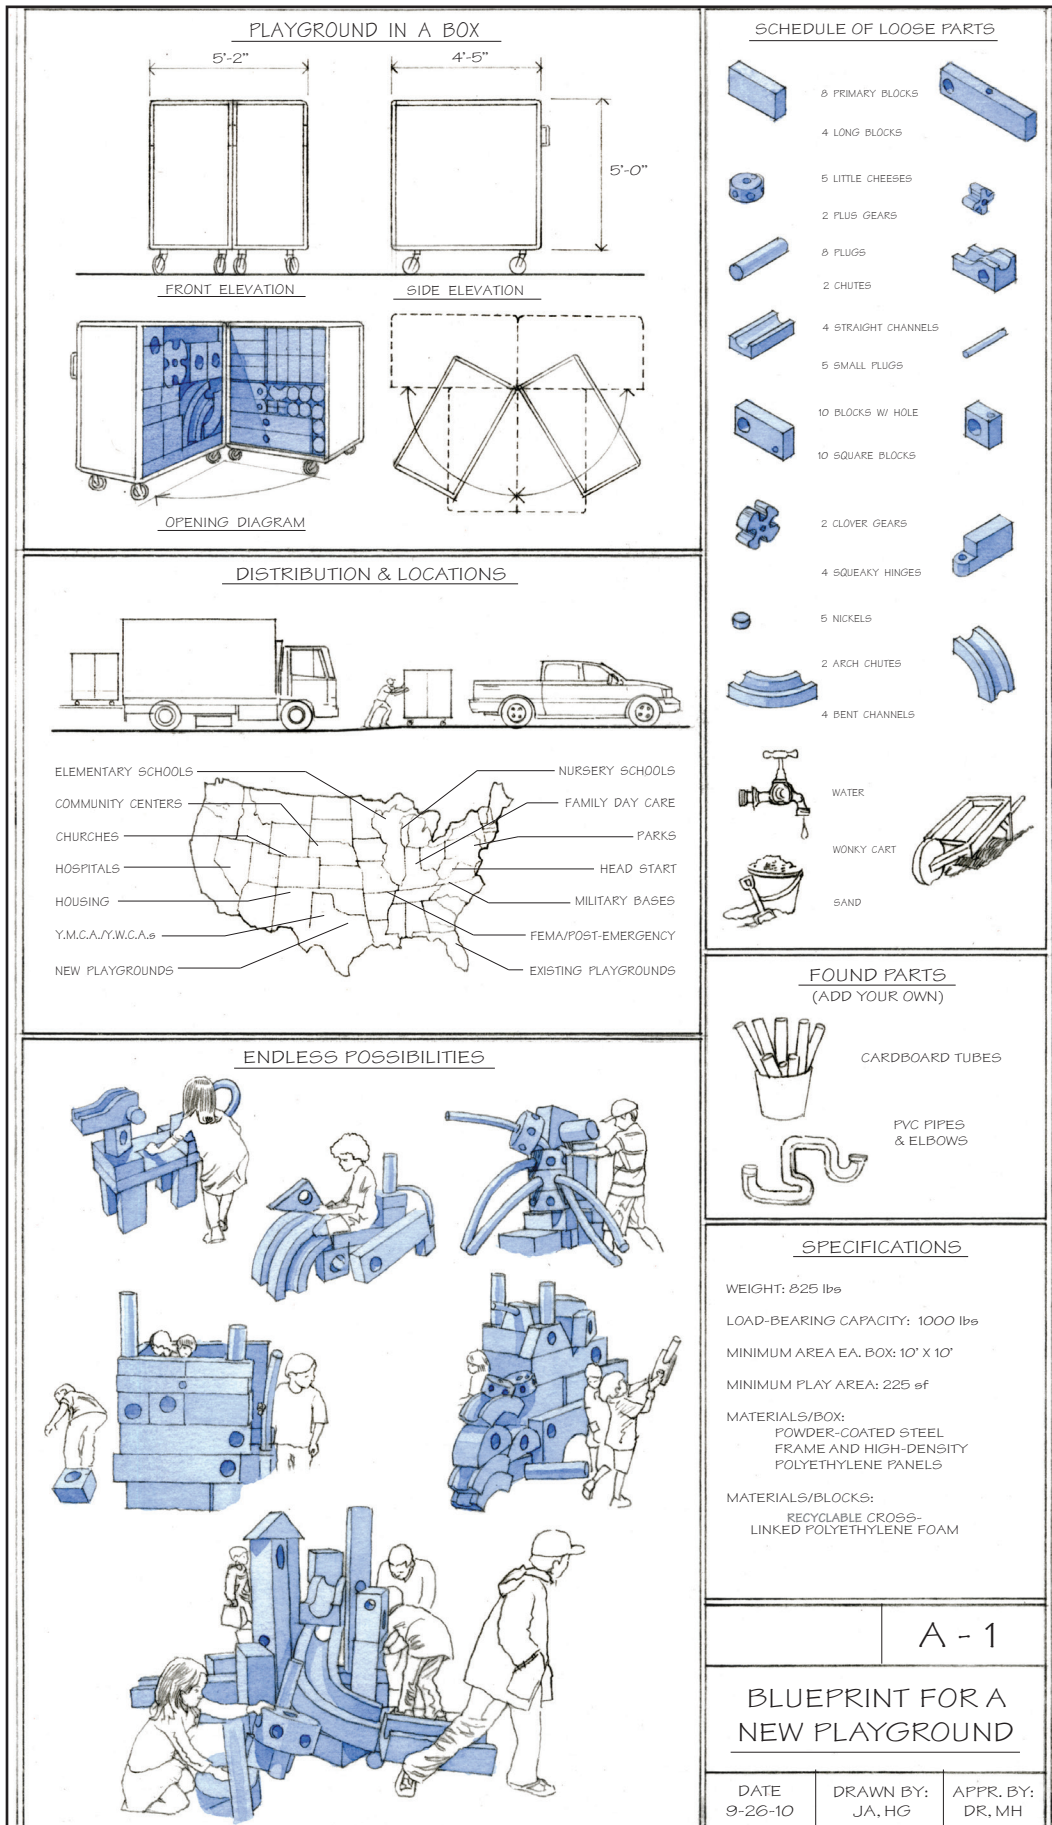 PLAYGROUND IN A BOX
5'-2"
4'-5"
5'-0"
FRONT ELEVATION
SIDE ELEVATION
OPENING DIAGRAM
DISTRIBUTION & LOCATIONS
ELEMENTARY SCHOOLS
COMMUNITY CENTERS
CHURCHES
HOSPITALS
HOUSING
Y.M.C.A./Y.W.C.A.s
NEW PLAYGROUNDS
NURSERY SCHOOLS
FAMILY DAY CARE
PARKS
HEAD START
MILITARY BASES
FEMA/POST-EMERGENCY
EXISTING PLAYGROUNDS
ENDLESS POSSIBILITIES
SCHEDULE OF LOOSE PARTS
8 PRIMARY BLOCKS
4 LONG BLOCKS
5 LITTLE CHEESES
2 PLUS GEARS
8 PLUGS
2 CHUTES
4 STRAIGHT CHANNELS
5 SMALL PLUGS
10 BLOCKS W/ HOLE
10 SQUARE BLOCKS
2 CLOVER GEARS
4 SQUEAKY HINGES
5 NICKELS
2 ARCH CHUTES
4 BENT CHANNELS
WATER
WONKY CART
SAND
FOUND PARTS
(ADD YOUR OWN)
CARDBOARD TUBES
PVC PIPES
& ELBOWS
SPECIFICATIONS
WEIGHT: 825 lbs
LOAD-BEARING CAPACITY: 1000 lbs
MINIMUM AREA EA. BOX: 10' X 10'
MINIMUM PLAY AREA: 225 sf
MATERIALS/BOX:
POWDER-COATED STEEL
FRAME AND HIGH-DENSITY
POLYETHYLENE PANELS
MATERIALS/BLOCKS:
RECYCLABLE CROSS-
LINKED POLYETHYLENE FOAM
A - 1
BLUEPRINT FOR A
NEW PLAYGROUND
DATE
9-26-10
DRAWN BY:
JA, HG
APPR. BY:
DR, MH